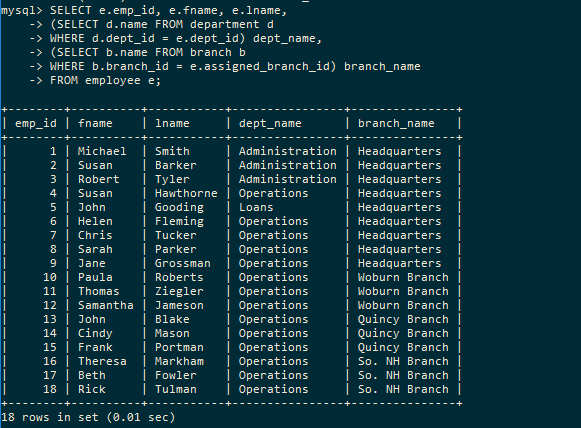 mysql> SELECT e.emp_id, e.fname, e.lname,
    -> (SELECT d.name FROM department d
    -> WHERE d.dept_id = e.dept_id) dept_name,
    -> (SELECT b.name FROM branch b
    -> WHERE b.branch_id = e.assigned_branch_id) branch_name
    -> FROM employee e;
+--------+----------+-----------+----------------+---------------+
| emp_id | fname    | lname     | dept_name      | branch_name   |
+--------+----------+-----------+----------------+---------------+
|      1 | Michael  | Smith     | Administration | Headquarters  |
|      2 | Susan    | Barker    | Administration | Headquarters  |
|      3 | Robert   | Tyler     | Administration | Headquarters  |
|      4 | Susan    | Hawthorne | Operations     | Headquarters  |
|      5 | John     | Gooding   | Loans          | Headquarters  |
|      6 | Helen    | Fleming   | Operations     | Headquarters  |
|      7 | Chris    | Tucker    | Operations     | Headquarters  |
|      8 | Sarah    | Parker    | Operations     | Headquarters  |
|      9 | Jane     | Grossman  | Operations     | Headquarters  |
|     10 | Paula    | Roberts   | Operations     | Woburn Branch |
|     11 | Thomas   | Ziegler   | Operations     | Woburn Branch |
|     12 | Samantha | Jameson   | Operations     | Woburn Branch |
|     13 | John     | Blake     | Operations     | Quincy Branch |
|     14 | Cindy    | Mason     | Operations     | Quincy Branch |
|     15 | Frank    | Portman   | Operations     | Quincy Branch |
|     16 | Theresa  | Markham   | Operations     | So. NH Branch |
|     17 | Beth     | Fowler    | Operations     | So. NH Branch |
|     18 | Rick     | Tulman    | Operations     | So. NH Branch |
+--------+----------+-----------+----------------+---------------+
18 rows in set (0.01 sec)